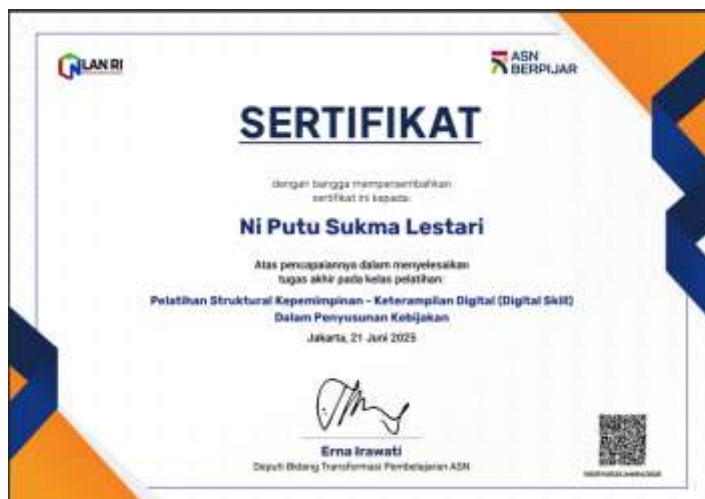 LAN RI
ASN
BERPIJAR
SERTIFIKAT
dengan bangga mempersembahkan
sertifikat ini kepada:
Ni Putu Sukma Lestari
Atas pencapaiannya dalam menyelesaikan
tugas akhir pada kelas pelatihan:
Pelatihan Struktural Kepemimpinan - Keterampilan Digital (Digital Skill)
Dalam Penyusunan Kebijakan
Jakarta, 21 Juni 2025
Erna Irawati
Deputi Bidang Transformasi Pembelajaran ASN